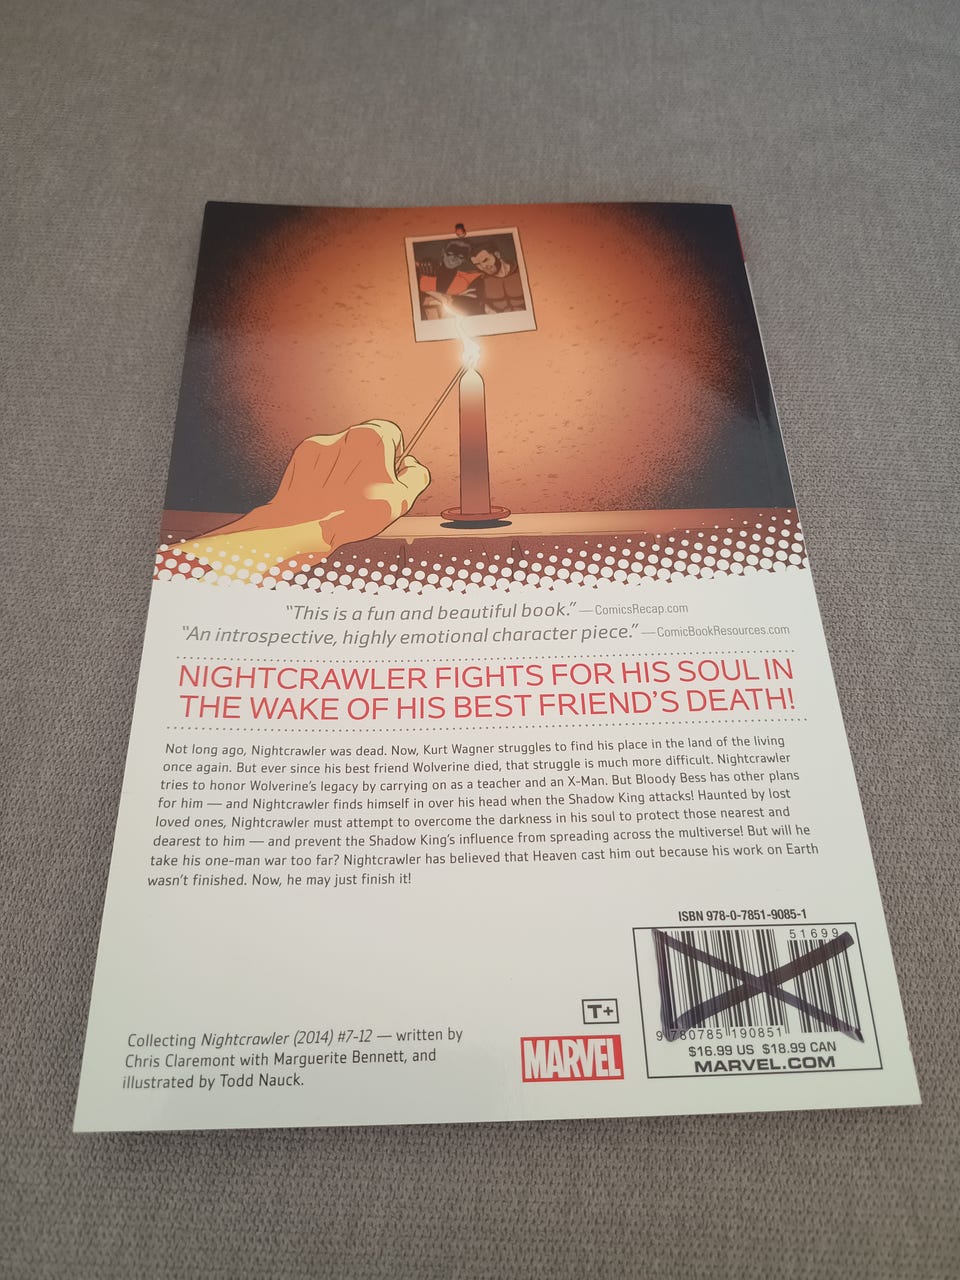 “This is a fun and beautiful book.” — ComicsRecap.com
“An introspective, highly emotional character piece.” — ComicBookResources.com
NIGHTCRAWLER FIGHTS FOR HIS SOUL IN
THE WAKE OF HIS BEST FRIEND’S DEATH!
Not long ago, Nightcrawler was dead. Now, Kurt Wagner struggles to find his place in the land of the living
once again. But ever since his best friend Wolverine died, that struggle is much more difficult. Nightcrawler
tries to honor Wolverine’s legacy by carrying on as a teacher and an X-Man. But Bloody Bess has other plans
for him — and Nightcrawler finds himself in over his head when the Shadow King attacks! Haunted by lost
loved ones, Nightcrawler must attempt to overcome the darkness in his soul to protect those nearest and
dearest to him — and prevent the Shadow King’s influence from spreading across the multiverse! But will he
take his one-man war too far? Nightcrawler has believed that Heaven cast him out because his work on Earth
wasn’t finished. Now, he may just finish it!
ISBN 978-0-7851-9085-1
51699
9 780785 190851
$16.99 US $18.99 CAN
MARVEL.COM
T+
MARVEL
Collecting Nightcrawler (2014) #7-12 — written by
Chris Claremont with Marguerite Bennett, and
illustrated by Todd Nauck.